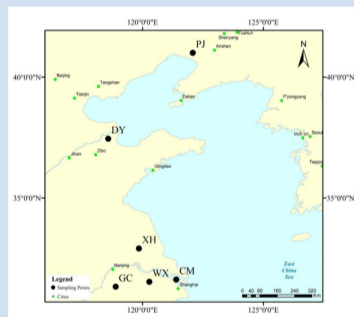 120°0'0"E 125°0'0"E
PJ
Shenyang
Fushun
Anshan
N
40°0'0"N 40°0'0"N
Beijing
Tangshan
Tianjin
Dalian
P'yongyang
DY
Inch'on
Seoul
Jinan
Zibo
Qingdao
35°0'0"N 35°0'0"N
XH
Nanjing
GC
WX
CM
Shanghai
East
China
Sea
Legend
Sampling Points
Cities
0 40 80 160 240 320
Km
120°0'0"E 125°0'0"E